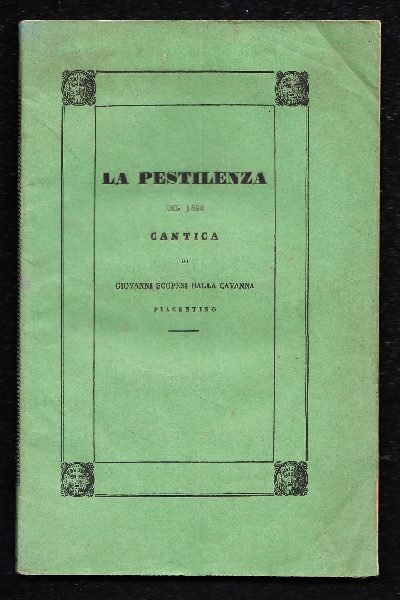 LA PESTILENZA
DEL 1630
CANTICA
DI
GIOVANNI SCOPESI DALLA CAVANNA
PIACENTINO